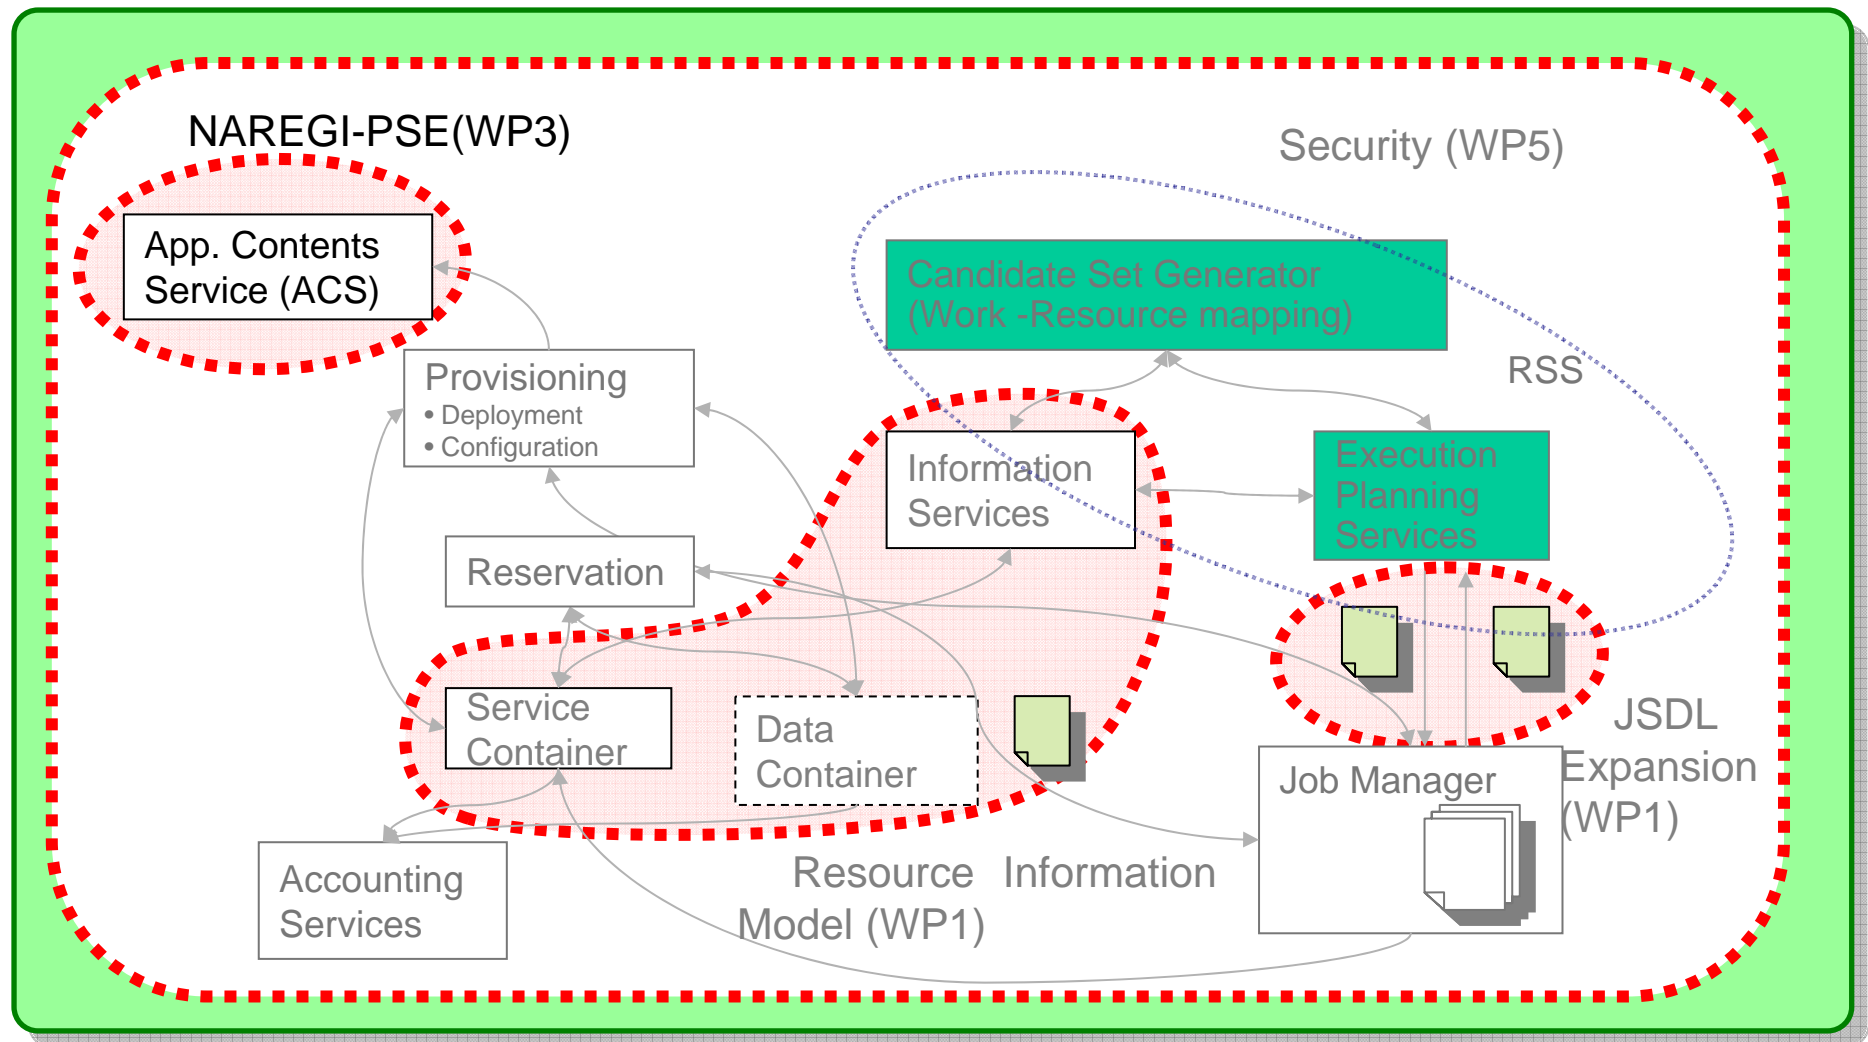 NAREGI-PSE(WP3)
Security (WP5)
App. Contents
Service (ACS)
Candidate Set Generator
(Work -Resource mapping)
RSS
Provisioning
• Deployment
• Configuration
Information
Services
Execution
Planning
Services
Reservation
Service
Container
Data
Container
JSDL
Expansion
(WP1)
Job Manager
Accounting
Services
Resource Information
Model (WP1)